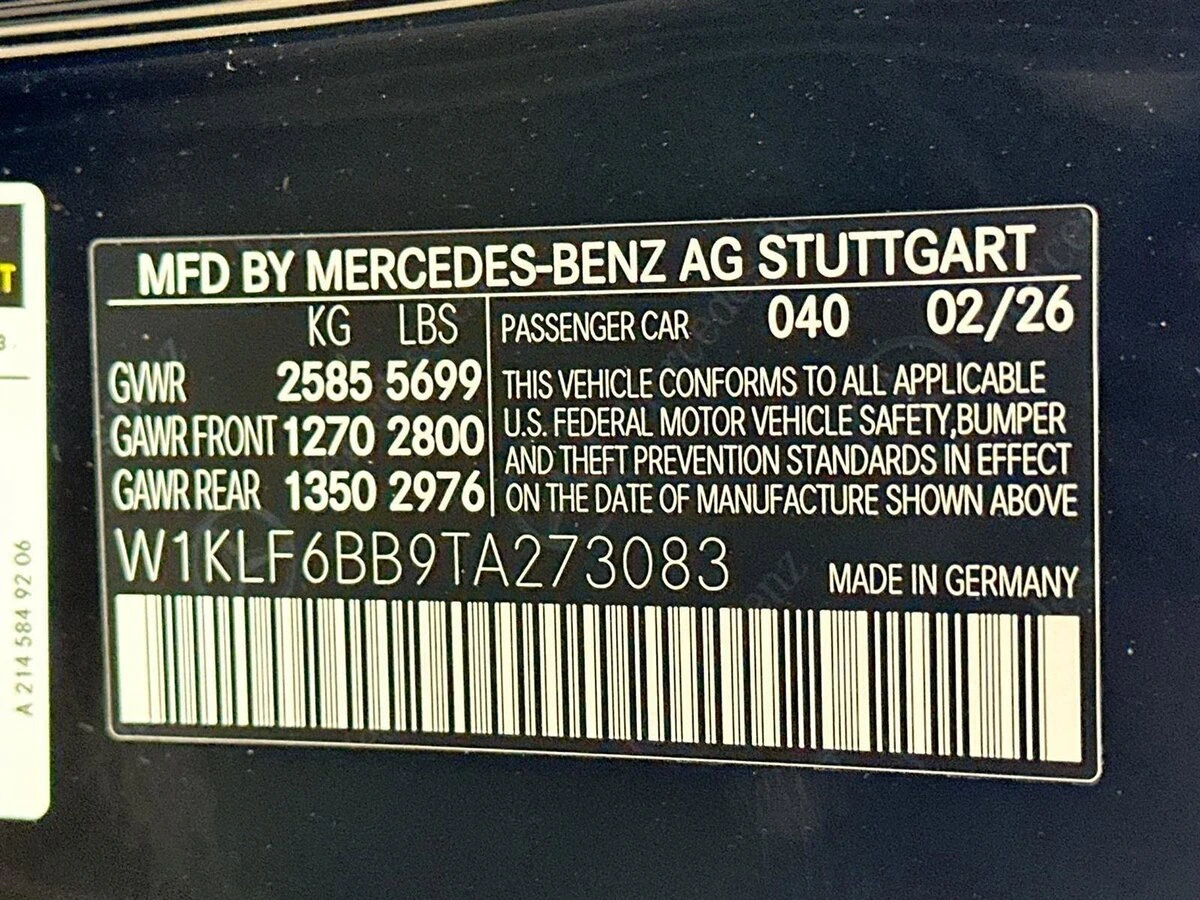 MFD BY MERCEDES-BENZ AG STUTTGART
KG LBS
GVWR 2585 5699
GAWR FRONT 1270 2800
GAWR REAR 1350 2976
PASSENGER CAR 040 02/26
THIS VEHICLE CONFORMS TO ALL APPLICABLE
U.S. FEDERAL MOTOR VEHICLE SAFETY,BUMPER
AND THEFT PREVENTION STANDARDS IN EFFECT
ON THE DATE OF MANUFACTURE SHOWN ABOVE
W1KLF6BB9TA273083
MADE IN GERMANY
T
3
A 214 584 92 06